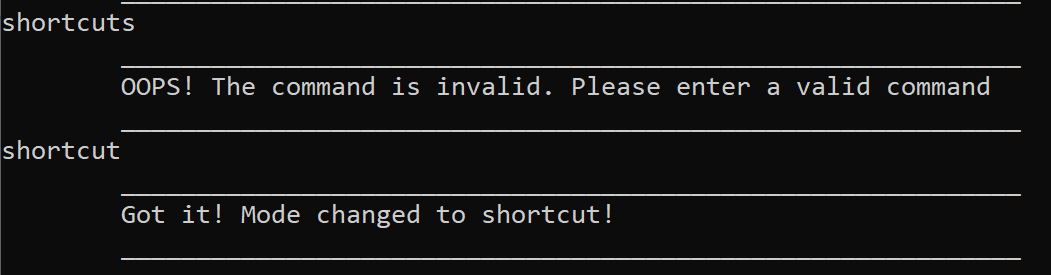 shortcuts
OOPS! The command is invalid. Please enter a valid command
shortcut
Got it! Mode changed to shortcut!